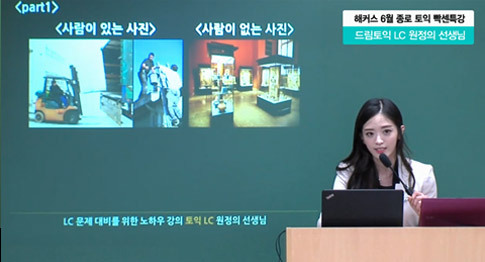 <part1>
<사람이 있는 사진>
<사람이 없는 사진>
해커스 6월 종로 토익 빡센특강
드림토익 LC 원정의 선생님
LC 문제 대비를 위한 노하우 강의 토익 LC 원정의 선생님